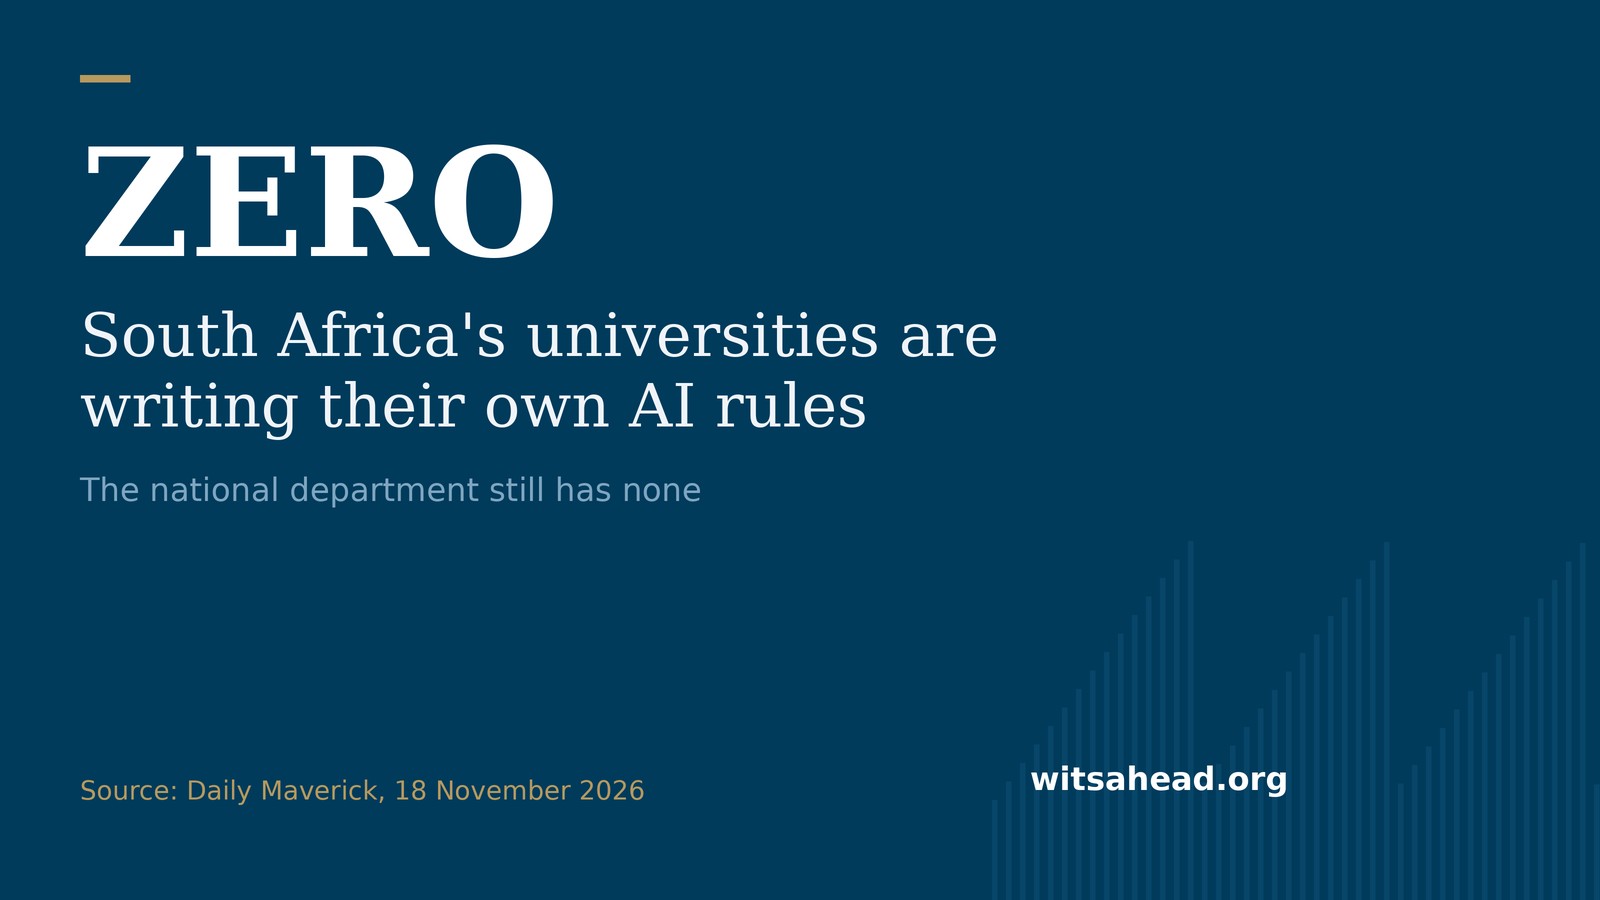 ZERO
South Africa's universities are
writing their own AI rules
The national department still has none
Source: Daily Maverick, 18 November 2026
witsahead.org